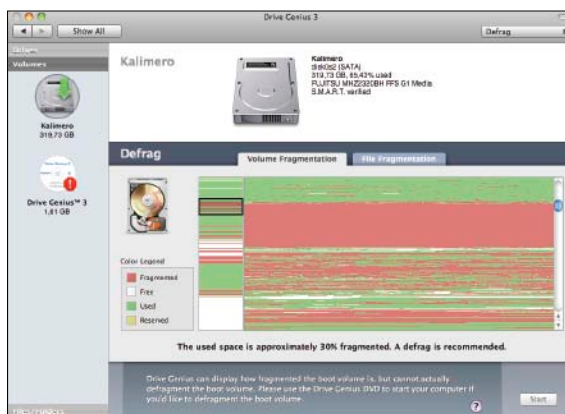 Drive Genius 3
Show All
Defrag
Volumes
Kalimero
319,73 GB
Drive Genius™ 3
1,61 GB
Kalimero
Kalimero
disk0s2 (SATA)
319,73 GB, 65,43% used
FUJITSU MHZ2320BH FFS G1 Media
S.M.A.R.T. verified
Defrag
Volume Fragmentation
File Fragmentation
Color Legend
Fragmented
Free
Used
Reserved
The used space is approximately 30% fragmented. A defrag is recommended.
Drive Genius can display how fragmented the boot volume is, but cannot actually
defragment the boot volume. Please use the Drive Genius DVD to start your computer if
you'd like to defragment the boot volume.
?
Start